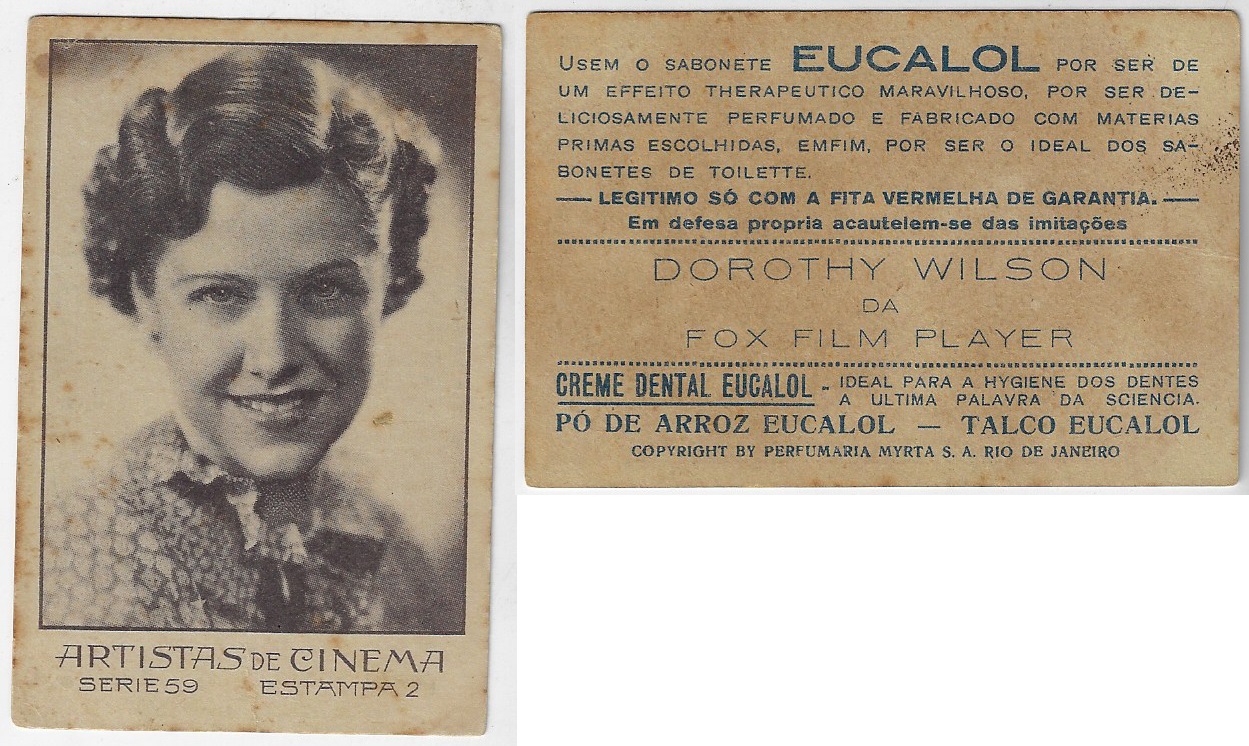 ARTISTAS DE CINEMA
SERIE 59 ESTAMPA 2
USEM O SABONETE EUCALOL POR SER DE
UM EFFEITO THERAPEUTICO MARAVILHOSO, POR SER DE-
LICIOSAMENTE PERFUMADO E FABRICADO COM MATERIAS
PRIMAS ESCOLHIDAS, EMFIM, POR SER O IDEAL DOS SA-
BONETES DE TOILETTE.
— LEGITIMO SÓ COM A FITA VERMELHA DE GARANTIA. —
Em defesa propria acautelem-se das imitações
DOROTHY WILSON
DA
FOX FILM PLAYER
CREME DENTAL EUCALOL - IDEAL PARA A HYGIENE DOS DENTES
A ULTIMA PALAVRA DA SCIENCIA.
PÓ DE ARROZ EUCALOL — TALCO EUCALOL
COPYRIGHT BY PERFUMARIA MYRTA S. A. RIO DE JANEIRO